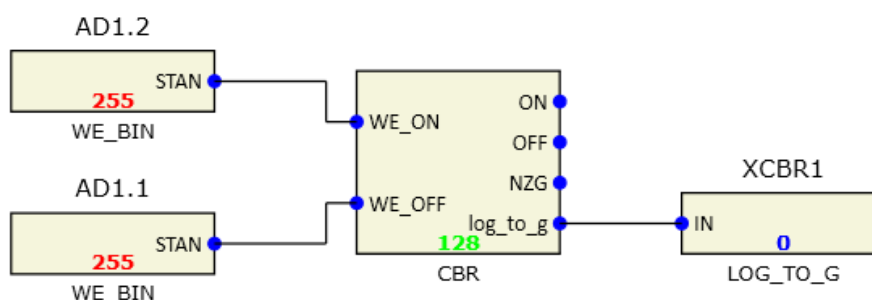 AD1.2
STAN
255
WE_BIN
AD1.1
STAN
255
WE_BIN
WE_ON
WE_OFF
ON
OFF
NZG
log_to_g
128
CBR
XCBR1
IN
0
LOG_TO_G